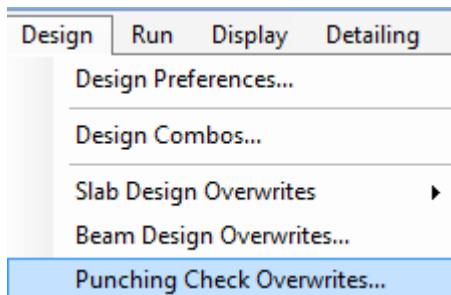 Design Run Display Detailing
Design Preferences...
Design Combos...
Slab Design Overwrites
Beam Design Overwrites...
Punching Check Overwrites...